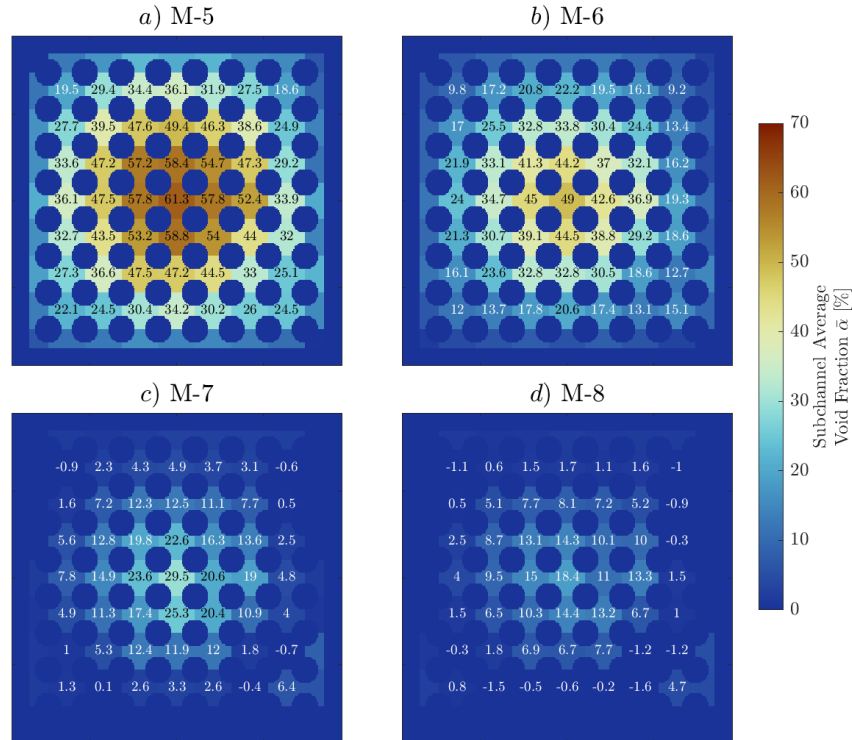 a) M-5
b) M-6
19.5 29.4 34.4 36.1 31.9 27.5 18.6
27.7 39.5 47.6 49.4 46.3 38.6 24.9
33.6 47.2 57.2 58.4 54.7 47.3 29.2
36.1 47.5 57.8 61.3 57.8 52.4 33.9
32.7 43.5 53.2 58.8 54 44 32
27.3 36.6 47.5 47.2 44.5 33 25.1
22.1 24.5 30.4 34.2 30.2 26 24.5
9.8 17.2 20.8 22.2 19.5 16.1 9.2
17 25.5 32.8 33.8 30.4 24.4 13.4
21.9 33.1 41.3 44.2 37 32.1 16.2
24 34.7 45 49 42.6 36.9 19.3
21.3 30.7 39.1 44.5 38.8 29.2 18.6
16.1 23.6 32.8 32.8 30.5 18.6 12.7
12 13.7 17.8 20.6 17.4 13.1 15.1
c) M-7
d) M-8
-0.9 2.3 4.3 4.9 3.7 3.1 -0.6
1.6 7.2 12.3 12.5 11.1 7.7 0.5
5.6 12.8 19.8 22.6 16.3 13.6 2.5
7.8 14.9 23.6 29.5 20.6 19 4.8
4.9 11.3 17.4 25.3 20.4 10.9 4
1 5.3 12.4 11.9 12 1.8 -0.7
1.3 0.1 2.6 3.3 2.6 -0.4 6.4
-1.1 0.6 1.5 1.7 1.1 1.6 -1
0.5 5.1 7.7 8.1 7.2 5.2 -0.9
2.5 8.7 13.1 14.3 10.1 10 -0.3
4 9.5 15 18.4 11 13.3 1.5
1.5 6.5 10.3 14.4 13.2 6.7 1
-0.3 1.8 6.9 6.7 7.7 -1.2 -1.2
0.8 -1.5 -0.5 -0.6 -0.2 -1.6 4.7
70
60
50
40
30
20
10
0
Subchannel Average
Void Fraction ᾱ [%]